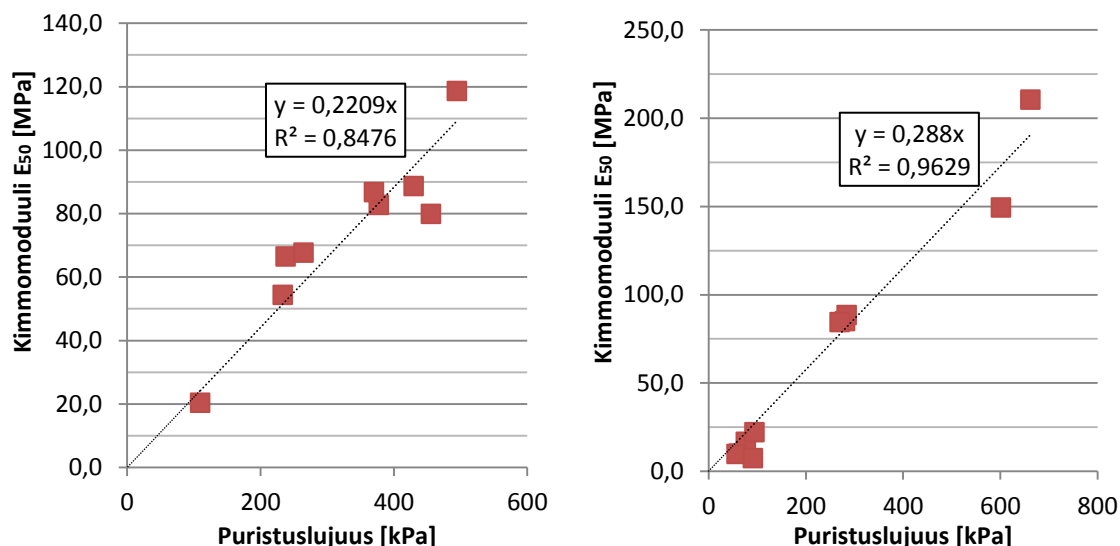 140,0
120,0
100,0
80,0
60,0
40,0
20,0
0,0
0
200
400
600
Kimmomoduuli E50 [MPa]
Puristuslujuus [kPa]
y = 0,2209x
R² = 0,8476
250,0
200,0
150,0
100,0
50,0
0,0
0
200
400
600
800
Kimmomoduuli E50 [MPa]
Puristuslujuus [kPa]
y = 0,288x
R² = 0,9629